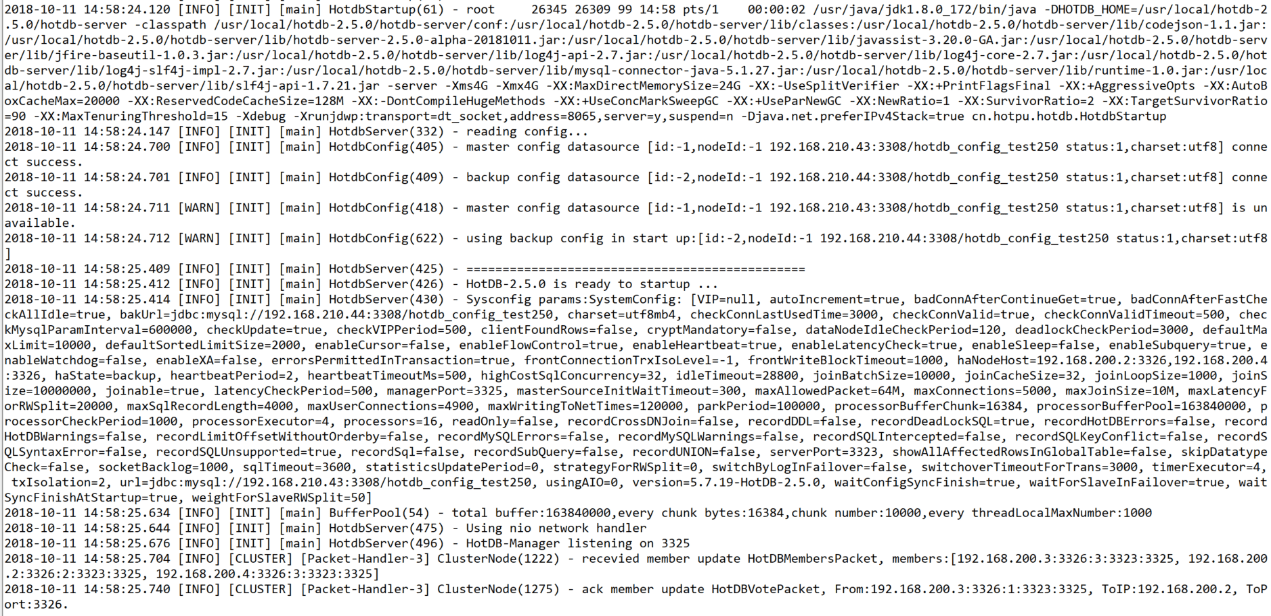 2018-10-11 14:58:24.120 [INFO] [INIT] [main] HotdbStartup(61) - root     26345 26309 99 14:58 pts/1    00:00:02 /usr/java/jdk1.8.0_172/bin/java -DHOTDB_HOME=/usr/local/hotdb-2
.5.0/hotdb-server -classpath /usr/local/hotdb-2.5.0/hotdb-server/conf:/usr/local/hotdb-2.5.0/hotdb-server/lib/classes:/usr/local/hotdb-2.5.0/hotdb-server/lib/codejson-1.1.jar:
/usr/local/hotdb-2.5.0/hotdb-server/lib/hotdb-server-2.5.0-alpha-20181011.jar:/usr/local/hotdb-2.5.0/hotdb-server/lib/javassist-3.20.0-GA.jar:/usr/local/hotdb-2.5.0/hotdb-serv
er/lib/jfire-baseutil-1.0.3.jar:/usr/local/hotdb-2.5.0/hotdb-server/lib/log4j-api-2.7.jar:/usr/local/hotdb-2.5.0/hotdb-server/lib/log4j-core-2.7.jar:/usr/local/hotdb-2.5.0/hot
db-server/lib/log4j-slf4j-impl-2.7.jar:/usr/local/hotdb-2.5.0/hotdb-server/lib/mysql-connector-java-5.1.27.jar:/usr/local/hotdb-2.5.0/hotdb-server/lib/runtime-1.0.jar:/usr/loc
al/hotdb-2.5.0/hotdb-server/lib/slf4j-api-1.7.21.jar -server -Xms4G -Xmx4G -XX:MaxDirectMemorySize=24G -XX:-UseSplitVerifier -XX:+PrintFlagsFinal -XX:+AggressiveOpts -XX:AutoB
oxCacheMax=20000 -XX:ReservedCodeCacheSize=128M -XX:-DontCompileHugeMethods -XX:+UseConcMarkSweepGC -XX:+UseParNewGC -XX:NewRatio=1 -XX:SurvivorRatio=2 -XX:TargetSurvivorRatio
=90 -XX:MaxTenuringThreshold=15 -Xdebug -Xrunjdwp:transport=dt_socket,address=8065,server=y,suspend=n -Djava.net.preferIPv4Stack=true cn.hotpu.hotdb.HotdbStartup
2018-10-11 14:58:24.147 [INFO] [INIT] [main] HotdbServer(332) - reading config...
2018-10-11 14:58:24.700 [INFO] [INIT] [main] HotdbConfig(405) - master config datasource [id:-1,nodeId:-1 192.168.210.43:3308/hotdb_config_test250 status:1,charset:utf8] conne
ct success.
2018-10-11 14:58:24.701 [INFO] [INIT] [main] HotdbConfig(409) - backup config datasource [id:-2,nodeId:-1 192.168.210.44:3308/hotdb_config_test250 status:1,charset:utf8] conne
ct success.
2018-10-11 14:58:24.711 [WARN] [INIT] [main] HotdbConfig(418) - master config datasource [id:-1,nodeId:-1 192.168.210.43:3308/hotdb_config_test250 status:1,charset:utf8] is un
available.
2018-10-11 14:58:24.712 [WARN] [INIT] [main] HotdbConfig(622) - using backup config in start up:[id:-2,nodeId:-1 192.168.210.44:3308/hotdb_config_test250 status:1,charset:utf8
]
2018-10-11 14:58:25.409 [INFO] [INIT] [main] HotdbServer(425) - ===============================================
2018-10-11 14:58:25.412 [INFO] [INIT] [main] HotdbServer(426) - HotDB-2.5.0 is ready to startup ...
2018-10-11 14:58:25.414 [INFO] [INIT] [main] HotdbServer(430) - Sysconfig params:SystemConfig: [VIP=null, autoIncrement=true, badConnAfterContinueGet=true, badConnAfterFastChe
ckAllIdle=true, bakUrl=jdbc:mysql://192.168.210.44:3308/hotdb_config_test250, charset=utf8mb4, checkConnLastUsedTime=3000, checkConnValid=true, checkConnValidTimeout=500, chec
kMysqlParamInterval=600000, checkUpdate=true, checkVIPPeriod=500, clientFoundRows=false, cryptMandatory=false, dataNodeIdleCheckPeriod=120, deadlockCheckPeriod=3000, defaultMa
xLimit=10000, defaultSortedLimitSize=2000, enableCursor=false, enableFlowControl=true, enableHeartbeat=true, enableLatencyCheck=true, enableSleep=false, enableSubquery=true, e
nableWatchdog=false, enableXA=false, errorsPermittedInTransaction=true, frontConnectionTrxIsoLevel=-1, frontWriteBlockTimeout=1000, haNodeHost=192.168.200.2:3326,192.168.200.4
:3326, haState=backup, heartbeatPeriod=2, heartbeatTimeoutMs=500, highCostSqlConcurrency=32, idleTimeout=28800, joinBatchSize=10000, joinCacheSize=32, joinLoopSize=1000, joinS
ize=10000000, joinable=true, latencyCheckPeriod=500, managerPort=3325, masterSourceInitWaitTimeout=300, maxAllowedPacket=64M, maxConnections=5000, maxJoinSize=10M, maxLatencyF
orRWSplit=20000, maxSqlRecordLength=4000, maxUserConnections=4900, maxWritingToNetTimes=120000, parkPeriod=100000, processorBufferChunk=16384, processorBufferPool=163840000, p
rocessorCheckPeriod=1000, processorExecutor=4, processors=16, readOnly=false, recordCrossDNJoin=false, recordDDL=false, recordDeadLockSQL=true, recordHotDBErrors=false, record
HotDBWarnings=false, recordLimitOffsetWithoutOrderby=false, recordMySQLErrors=false, recordMySQLWarnings=false, recordSQLIntercepted=false, recordSQLKeyConflict=false, recordS
QLSyntaxError=false, recordSQLUnsupported=true, recordSql=false, recordSubQuery=false, recordUNION=false, serverPort=3323, showAllAffectedRowsInGlobalTable=false, skipDatatype
Check=false, socketBacklog=1000, sqlTimeout=3600, statisticsUpdatePeriod=0, strategyForRWSplit=0, switchByLogInFailover=false, switchoverTimeoutForTrans=3000, timerExecutor=4,
 txIsolation=2, url=jdbc:mysql://192.168.210.43:3308/hotdb_config_test250, usingAIO=0, version=5.7.19-HotDB-2.5.0, waitConfigSyncFinish=true, waitForSlaveInFailover=true, wait
SyncFinishAtStartup=true, weightForSlaveRWSplit=50]
2018-10-11 14:58:25.634 [INFO] [INIT] [main] BufferPool(54) - total buffer:163840000,every chunk bytes:16384,chunk number:10000,every threadLocalMaxNumber:1000
2018-10-11 14:58:25.644 [INFO] [INIT] [main] HotdbServer(475) - Using nio network handler
2018-10-11 14:58:25.676 [INFO] [INIT] [main] HotdbServer(496) - HotDB-Manager listening on 3325
2018-10-11 14:58:25.704 [INFO] [CLUSTER] [Packet-Handler-3] ClusterNode(1222) - recevied member update HotDBMembersPacket, members:[192.168.200.3:3326:3:3323:3325, 192.168.200
.2:3326:2:3323:3325, 192.168.200.4:3326:3:3323:3325]
2018-10-11 14:58:25.740 [INFO] [CLUSTER] [Packet-Handler-3] ClusterNode(1275) - ack member update HotDBVotePacket, From:192.168.200.3:3326:1:3323:3325, ToIP:192.168.200.2, ToP
ort:3326.